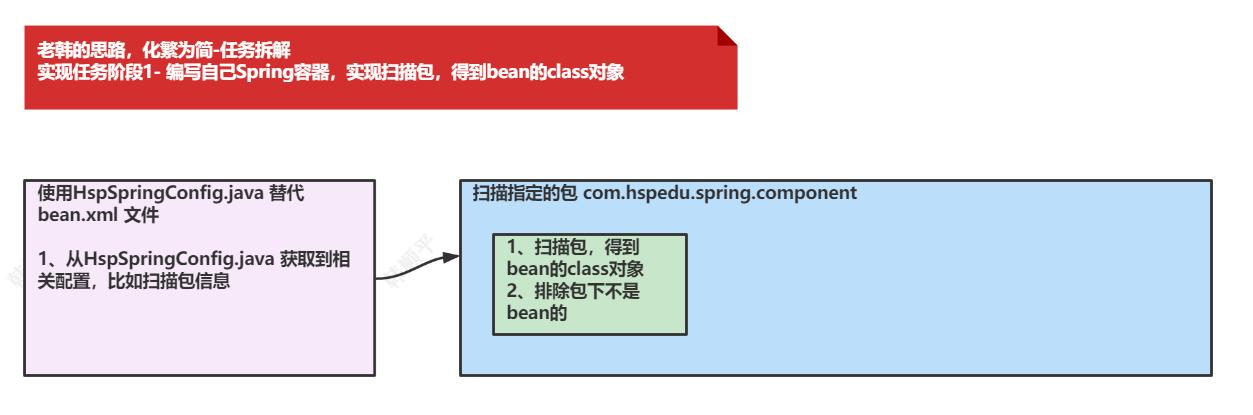 老韩的思路，化繁为简-任务拆解
实现任务阶段1- 编写自己Spring容器，实现扫描包，得到bean的class对象
使用HspSpringConfig.java 替代
bean.xml 文件
1、从HspSpringConfig.java 获取到相
关配置，比如扫描包信息
扫描指定的包 com.hspedu.spring.component
1、扫描包，得到
bean的class对象
2、排除包下不是
bean的
韩
韩顺平